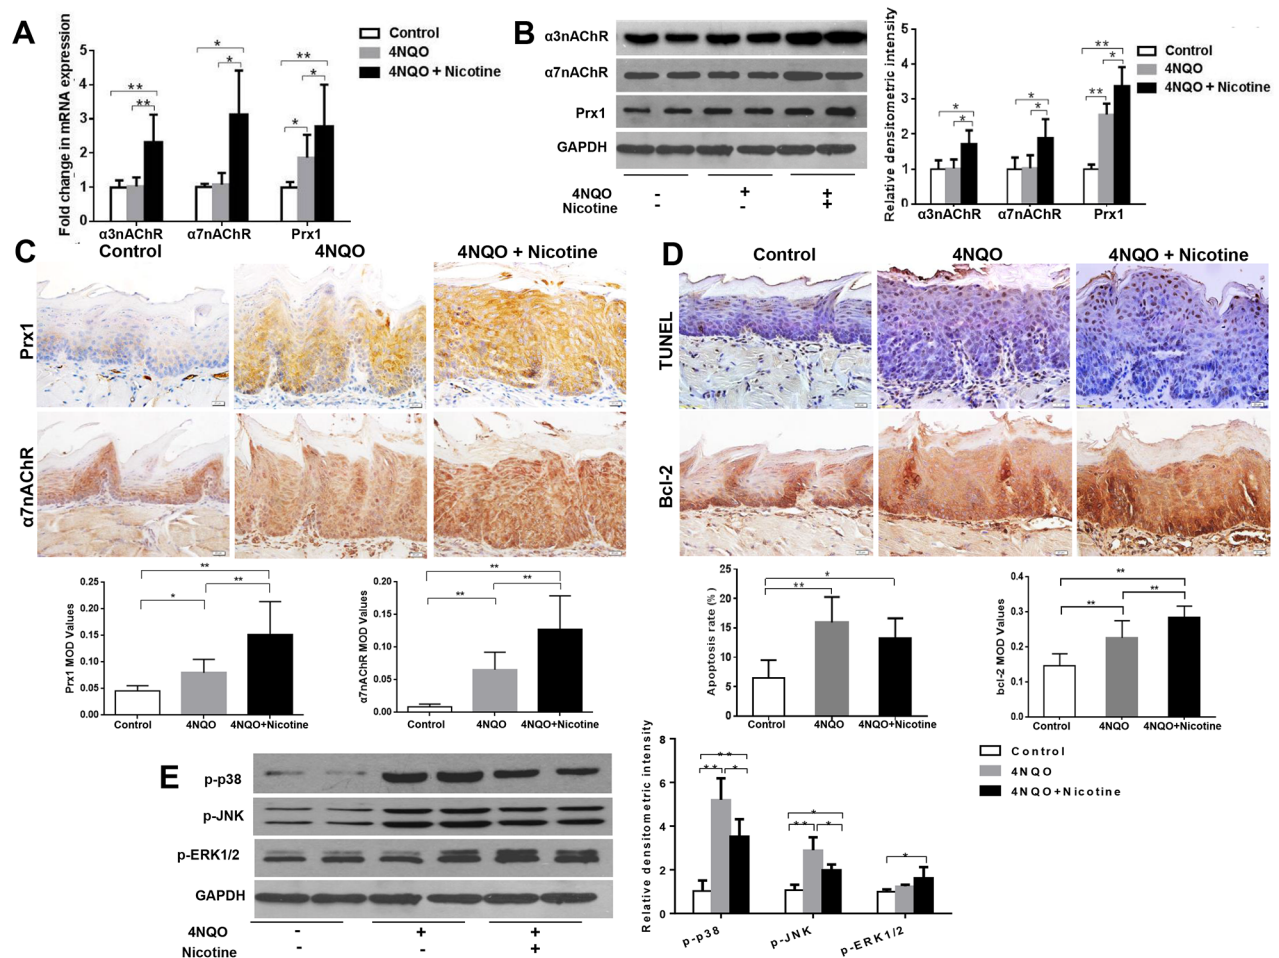 A
Fold change in mRNA expression
5
4
3
2
1
0
**
**
*
*
**
*
*
α3nAChR α7nAChR Prx1
Control
4NQO
4NQO + Nicotine
B
α3nAChR
α7nAChR
Prx1
GAPDH
4NQO - + +
Nicotine - - +
Relative densitometric intensity
5
4
3
2
1
0
*
*
*
*
**
*
**
α3nAChR α7nAChR Prx1
Control
4NQO
4NQO + Nicotine
C
Control 4NQO 4NQO + Nicotine
Prx1
α7nAChR
Prx1 MOD Values
0.25
0.20
0.15
0.10
0.05
0.00
**
**
*
Control 4NQO 4NQO+Nicotine
α7nAChR MOD Values
0.20
0.15
0.10
0.05
0.00
**
**
**
Control 4NQO 4NQO+Nicotine
D
Control 4NQO 4NQO + Nicotine
TUNEL
Bcl-2
Apoptosis rate (%)
25
20
15
10
5
0
*
**
Control 4NQO 4NQO+Nicotine
bcl-2 MOD Values
0.4
0.3
0.2
0.1
0.0
**
**
**
Control 4NQO 4NQO+Nicotine
E
p-p38
p-JNK
p-ERK1/2
GAPDH
4NQO - + +
Nicotine - - +
Relative densitometric intensity
8
6
4
2
0
**
** *
*
** *
*
p-p38 p-JNK p-ERK1/2
Control
4NQO
4NQO+Nicotine